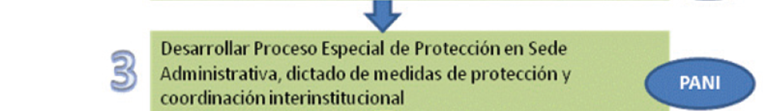 Desarrollar Proceso Especial de Protección en Sede
3 Administrativa, dictado de medidas de protección y
coordinación interinstitucional
PANI